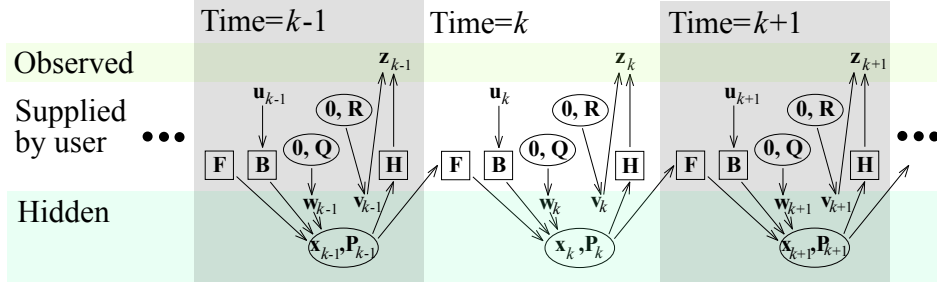 Time=k-1 Time=k Time=k+1
Observed z_{k-1} z_k z_{k+1}
Supplied by user
u_{k-1} u_k u_{k+1}
0, R 0, R 0, R
0, Q 0, Q 0, Q
••• F B H F B H F B H •••
Hidden w_{k-1} v_{k-1} w_k v_k w_{k+1} v_{k+1}
x_{k-1},P_{k-1} x_k,P_k x_{k+1},P_{k+1}